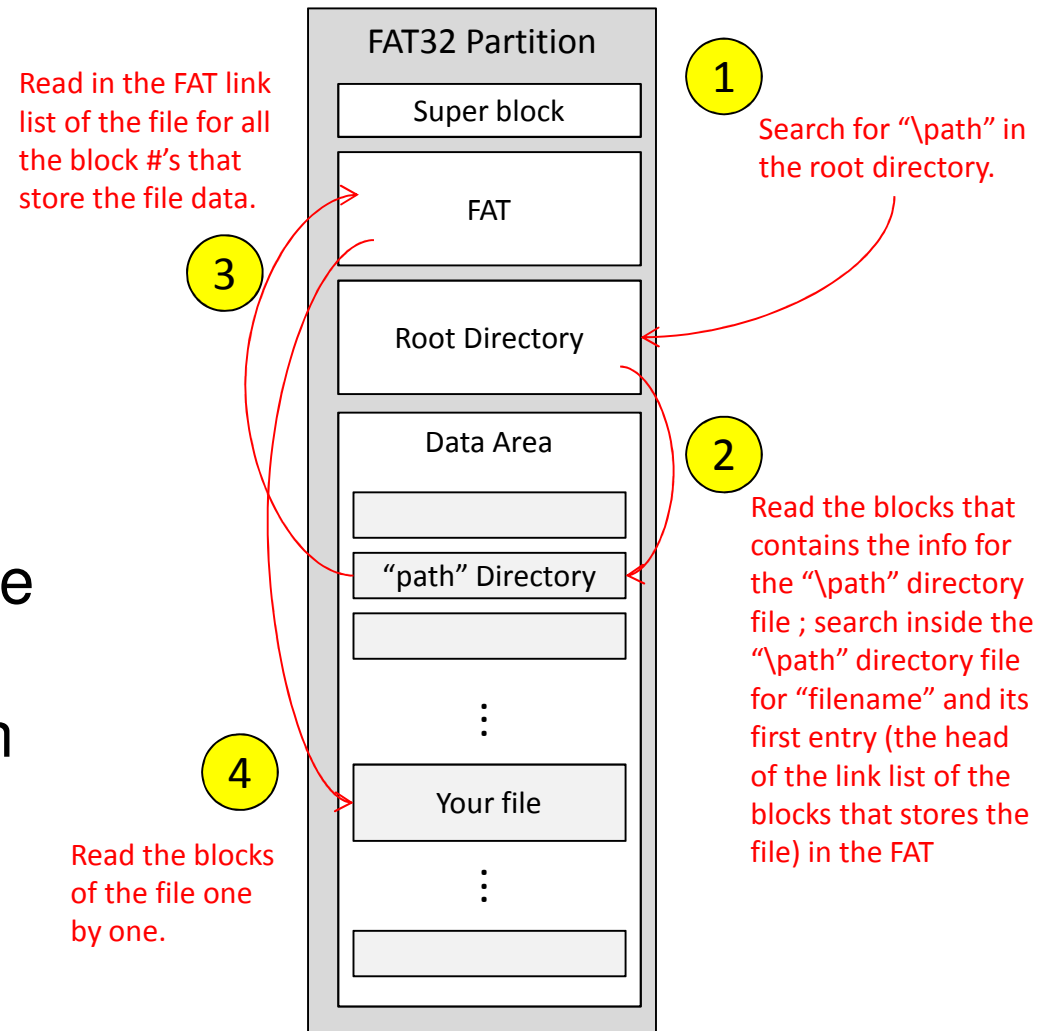 FAT32 Partition
Super block
FAT
Root Directory
Data Area
“path” Directory
⋮
Your file
⋮
1
Search for “\path” in
the root directory.
2
Read the blocks that
contains the info for
the “\path” directory
file ; search inside the
“\path” directory file
for “filename” and its
first entry (the head
of the link list of the
blocks that stores the
file) in the FAT
Read in the FAT link
list of the file for all
the block #’s that
store the file data.
3
4
Read the blocks
of the file one
by one.
e